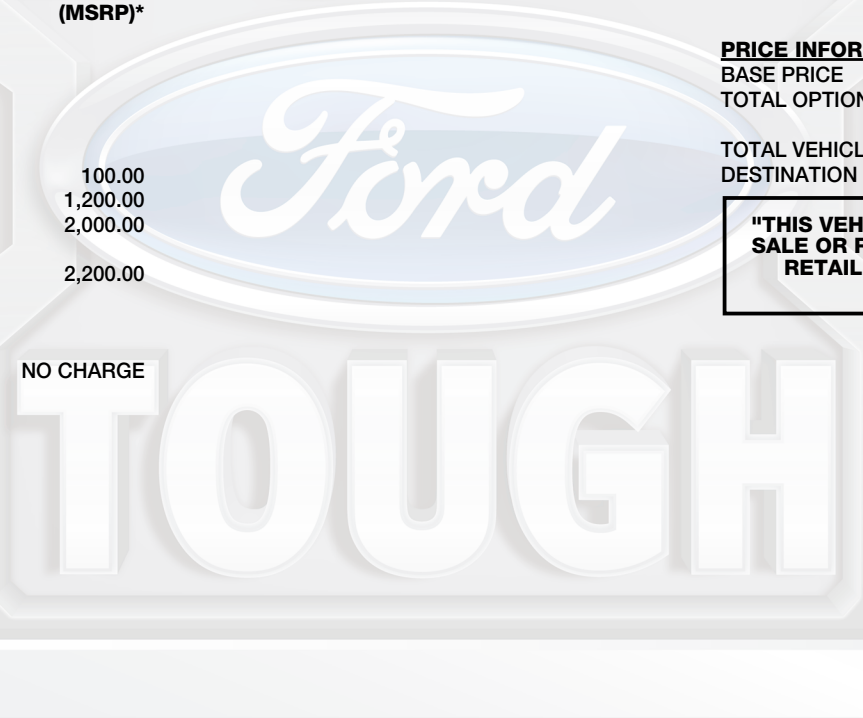 (MSRP)*
100.00
1,200.00
2,000.00
2,200.00
NO CHARGE
PRICE INFOR
BASE PRICE
TOTAL OPTION
TOTAL VEHICL
DESTINATION
"THIS VEH
SALE OR F
RETAIL
Ford
TOUGH